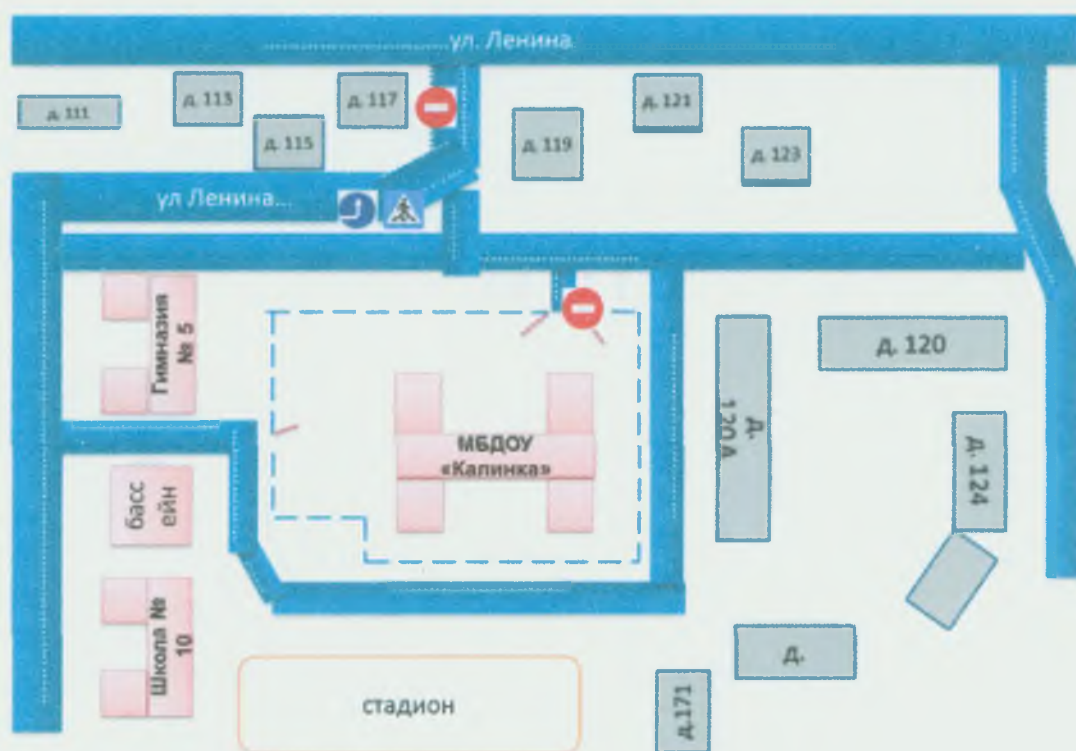 ул. Ленина
д. 111
д. 113
д. 115
д. 117
д. 119
д. 121
д. 123
ул Ленина...
Гимназия
№ 5
МБДОУ
«Калинка»
д.
120 А
д. 120
д. 124
басс
ейн
Школа №
10
стадион
д.
д.171